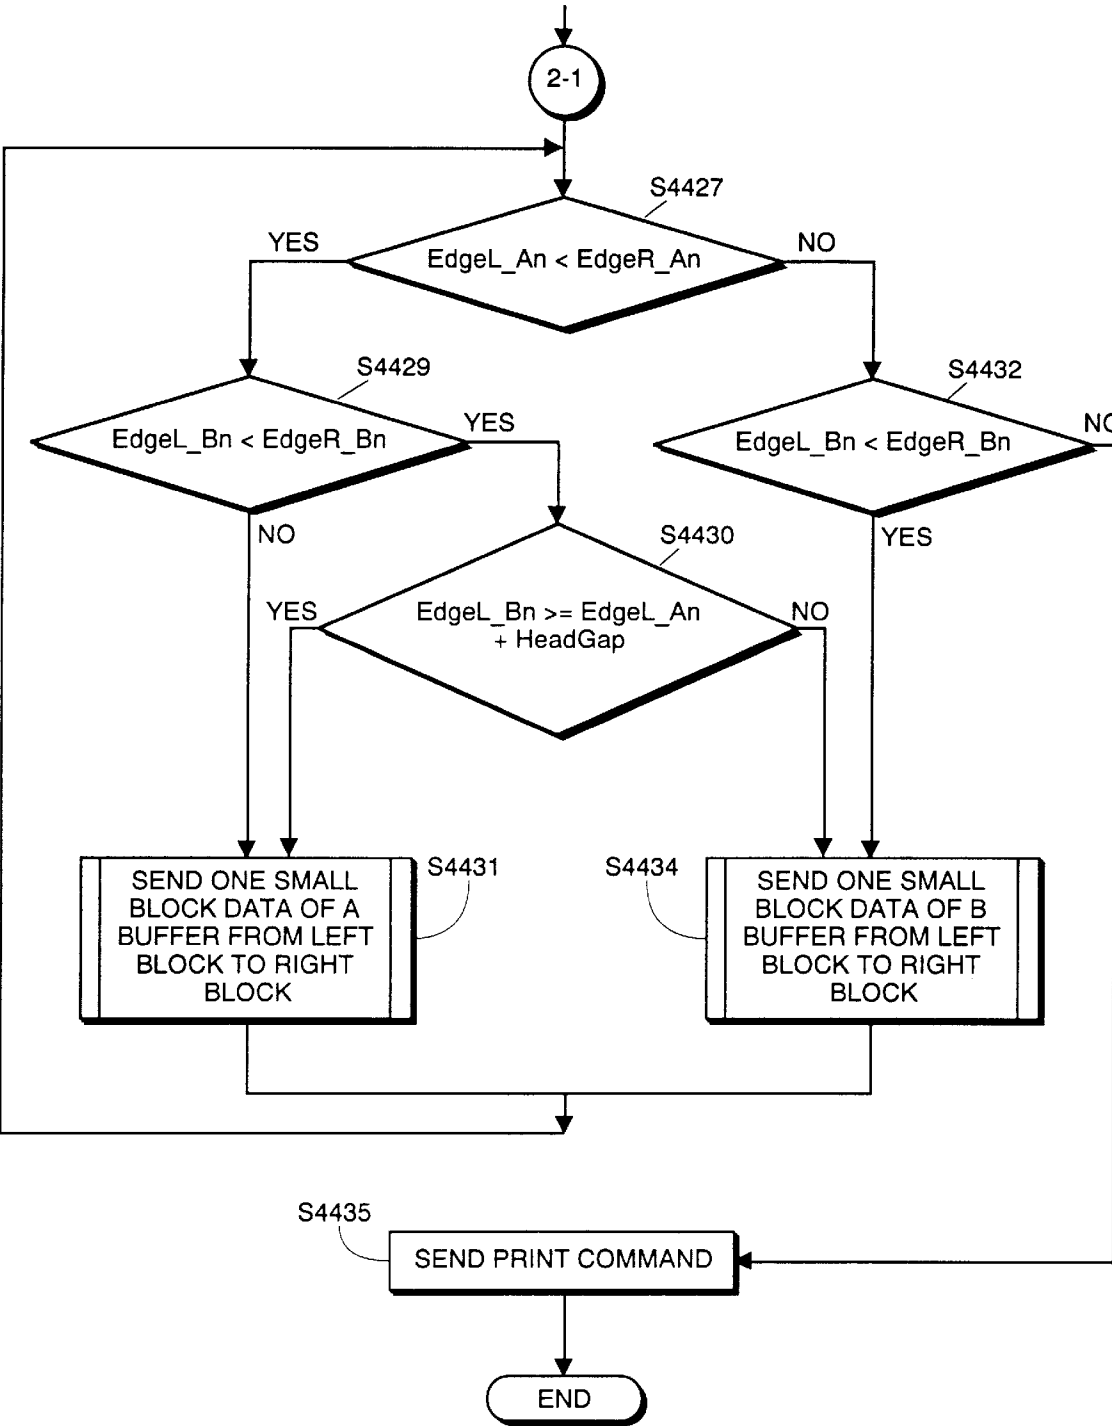 2-1
S4427
YES
EdgeL_An < EdgeR_An
NO
S4429
EdgeL_Bn < EdgeR_Bn
YES
NO
S4432
EdgeL_Bn < EdgeR_Bn
NO
YES
S4430
EdgeL_Bn >= EdgeL_An
+ HeadGap
YES
NO
SEND ONE SMALL
BLOCK DATA OF A
BUFFER FROM LEFT
BLOCK TO RIGHT
BLOCK
S4431
S4434
SEND ONE SMALL
BLOCK DATA OF B
BUFFER FROM LEFT
BLOCK TO RIGHT
BLOCK
S4435
SEND PRINT COMMAND
END